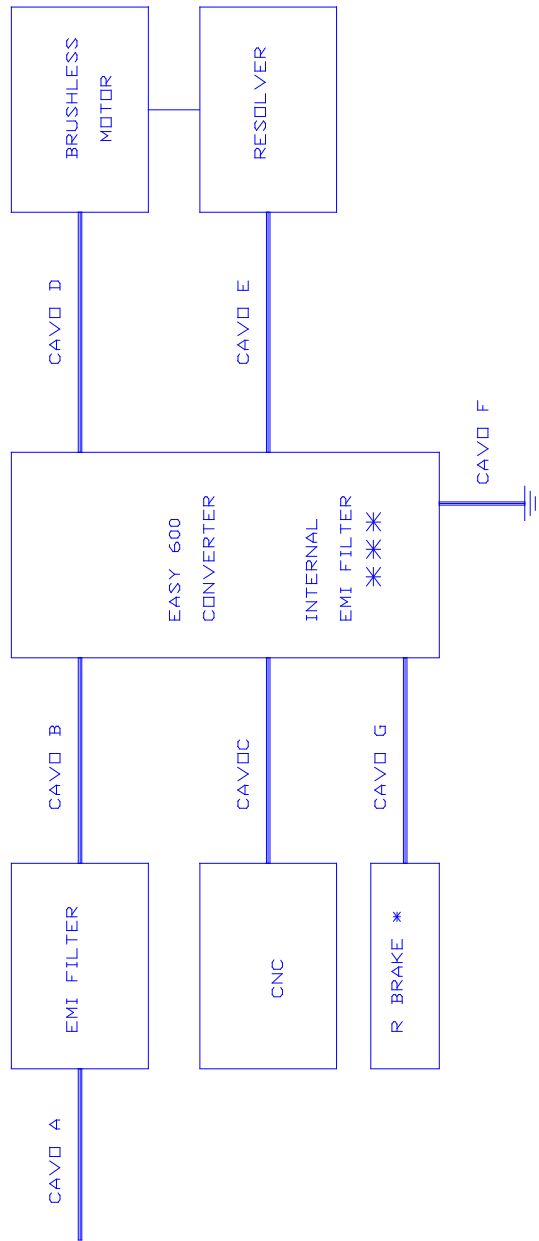 CAVO A
EMI FILTER
CAVO B
CNC
CAVOC
R BRAKE *
CAVO G
EASY 600
CONVERTER
INTERNAL
EMI FILTER
***
CAVO D
CAVO E
CAVO F
BRUSHLESS
MOTOR
RESOLVER